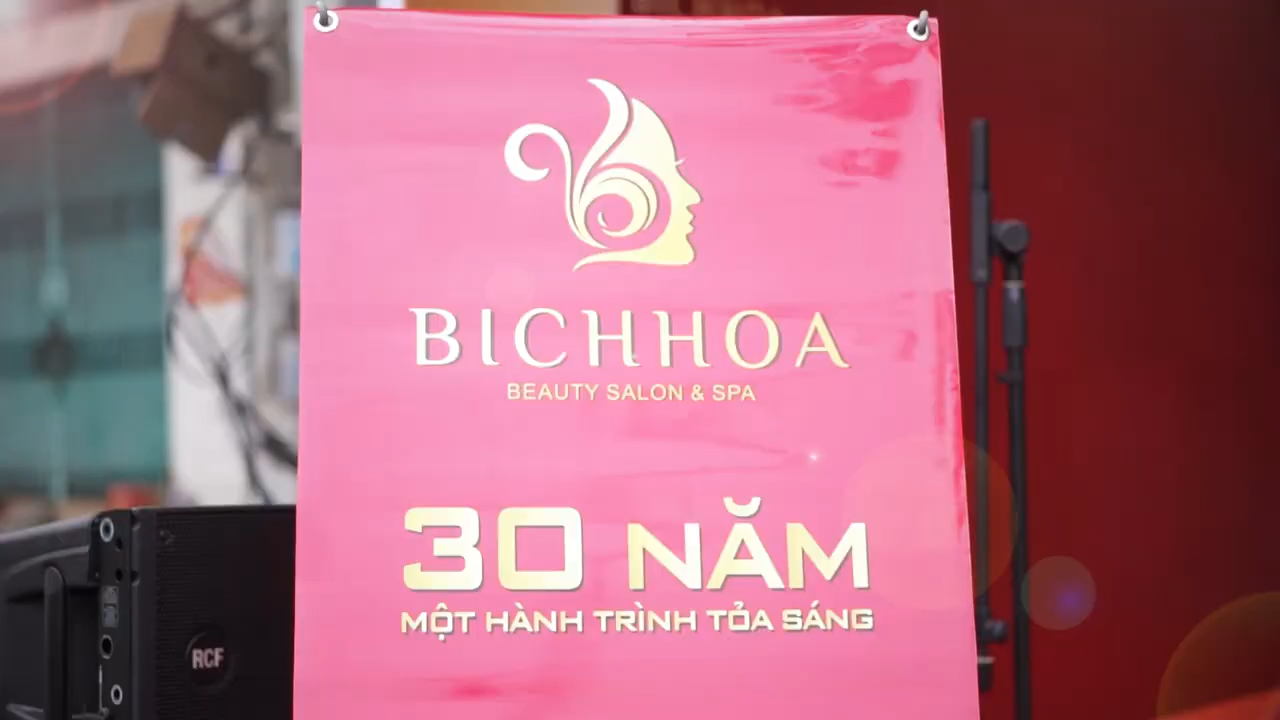 BICHHOA
BEAUTY SALON & SPA
30 NĂM
MỘT HÀNH TRÌNH TỎA SÁNG
RCF